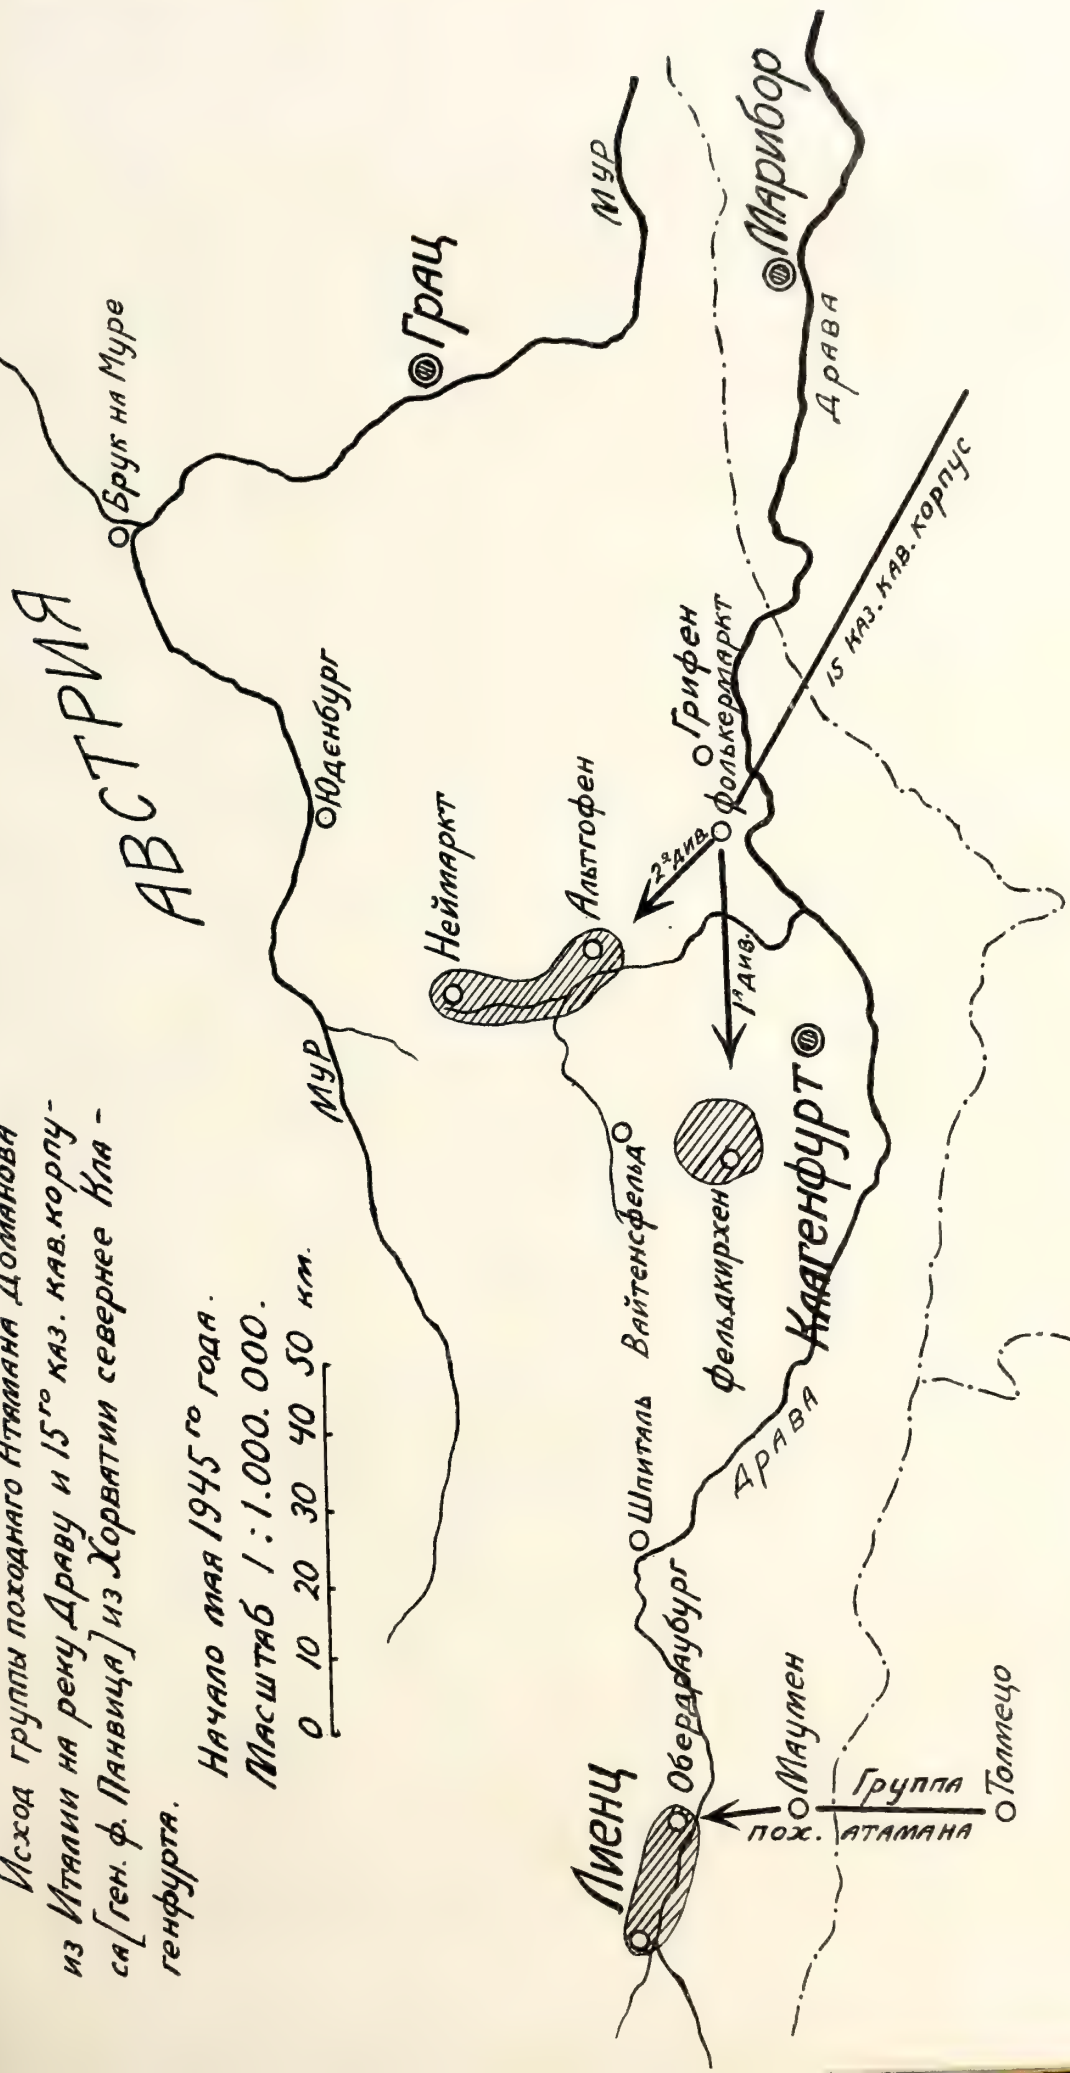 Исход группы походнаго Атамана Доманова
из Италии на реку Драву и 15го каз. кав. корпу-
са [ген. ф. Панвица] из Хорватии севернее Кла-
генфурта.
Начало мая 1945го года.
Масштаб 1:1.000.000.
0 10 20 30 40 50 км.
АВСТРИЯ
Брук на Муре
Грац
Мур
Юденбург
Мур
Неймаркт
Альтгофен
2я див.
Грифен
Фолькермаркт
1я див.
Марибор
Драва
15 каз. кав. корпус
Вайтенсфельд
Фельдкирхен
Клагенфурт
Шпиталь
Драва
Лиенц
Обердраубург
Маумен
Группа
пох. атамана
Толмецо